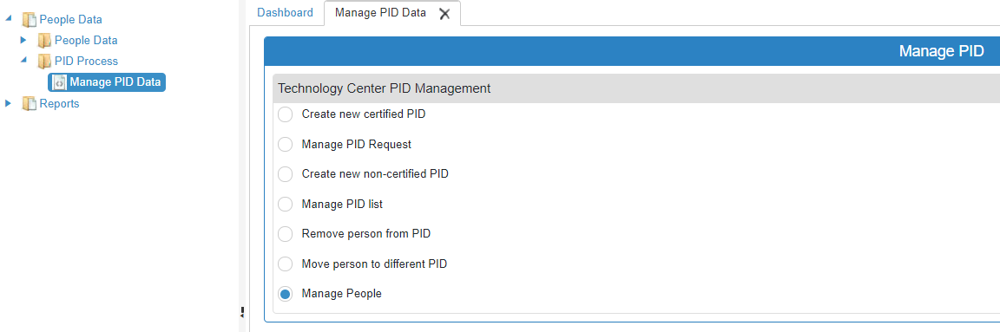 People Data
People Data
PID Process
Manage PID Data
Reports
Dashboard
Manage PID Data
Manage PID
Technology Center PID Management
Create new certified PID
Manage PID Request
Create new non-certified PID
Manage PID list
Remove person from PID
Move person to different PID
Manage People